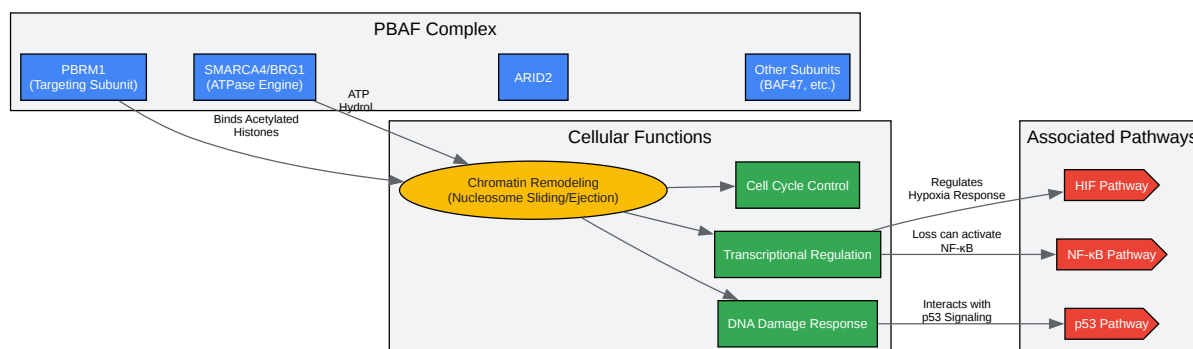 PBAF Complex
PBRM1
(Targeting Subunit)
SMARCA4/BRG1
(ATPase Engine)
ARID2
Other Subunits
(BAF47, etc.)
ATP
Hydrol.
Binds Acetylated
Histones
Cellular Functions
Associated Pathways
Chromatin Remodeling
(Nucleosome Sliding/Ejection)
Cell Cycle Control
Regulates
Hypoxia Response
HIF Pathway
Transcriptional Regulation
Loss can activate
NF-κB
NF-κB Pathway
DNA Damage Response
Interacts with
p53 Signaling
p53 Pathway